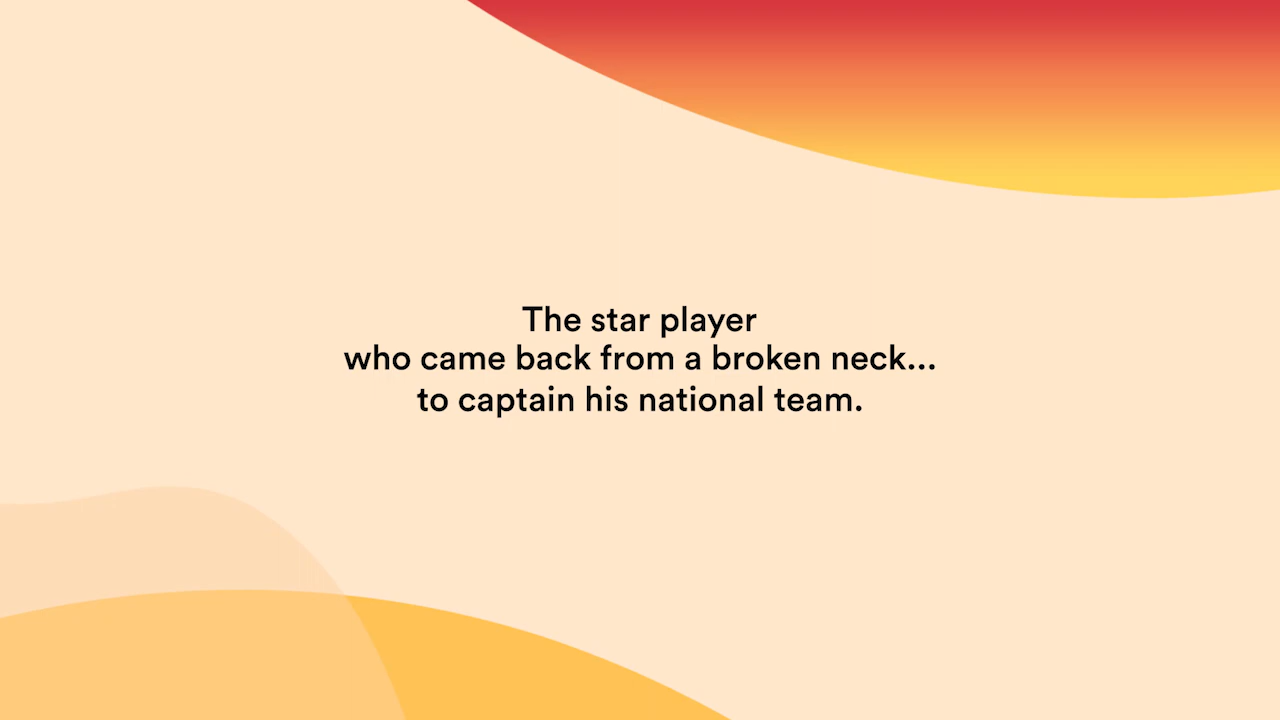 The star player
who came back from a broken neck...
to captain his national team.